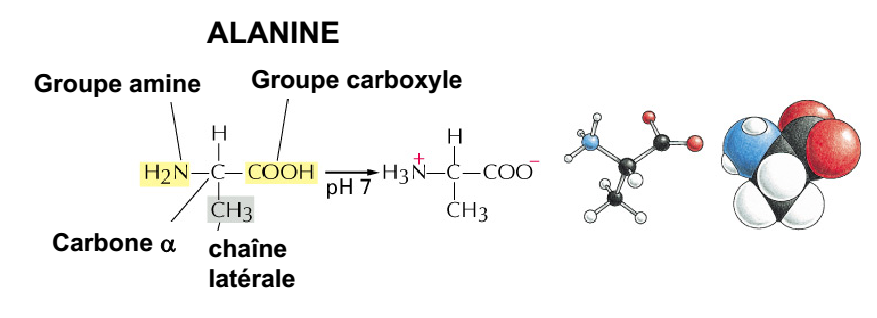 ALANINE
Groupe amine
Groupe carboxyle
H
H2N C COOH
CH3
pH 7
H
H3N+ C COO−
CH3
Carbone α
chaîne
latérale